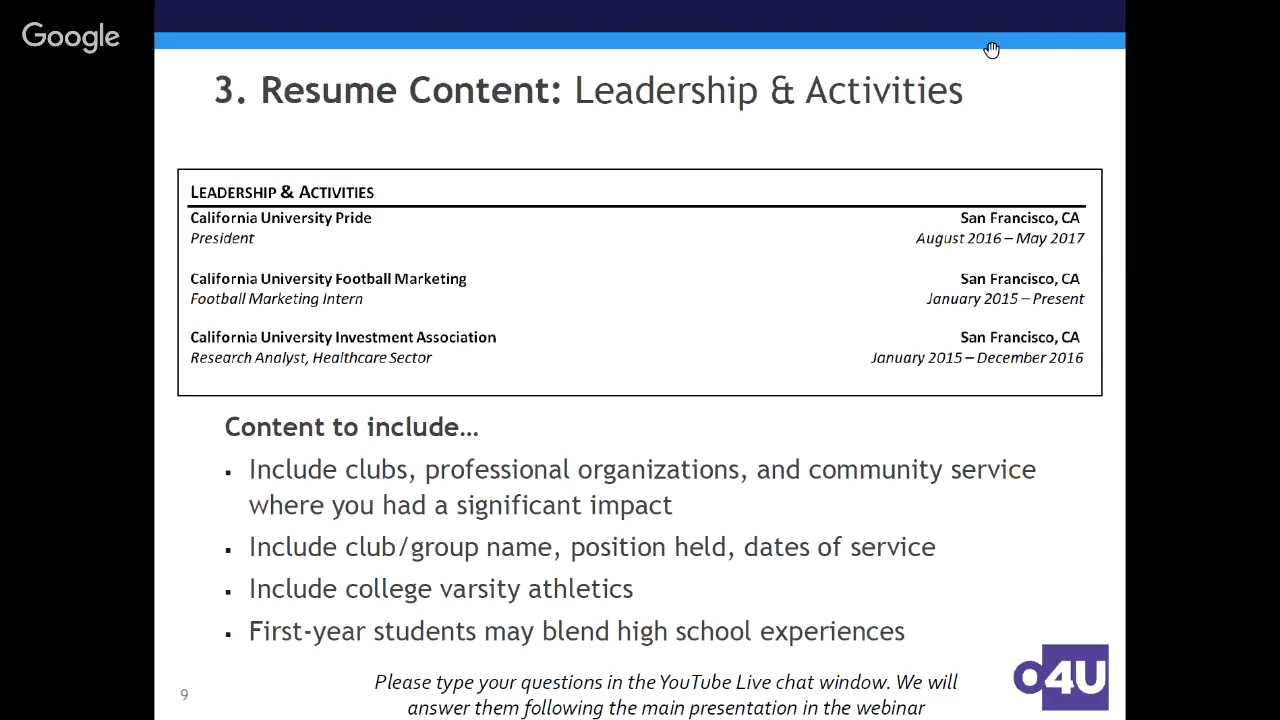 Google
3. Resume Content: Leadership & Activities
LEADERSHIP & ACTIVITIES
California University Pride San Francisco, CA
President August 2016 – May 2017
California University Football Marketing San Francisco, CA
Football Marketing Intern January 2015 – Present
California University Investment Association San Francisco, CA
Research Analyst, Healthcare Sector January 2015 – December 2016
Content to include…
▪ Include clubs, professional organizations, and community service
where you had a significant impact
▪ Include club/group name, position held, dates of service
▪ Include college varsity athletics
▪ First-year students may blend high school experiences
9
Please type your questions in the YouTube Live chat window. We will
answer them following the main presentation in the webinar
o4U